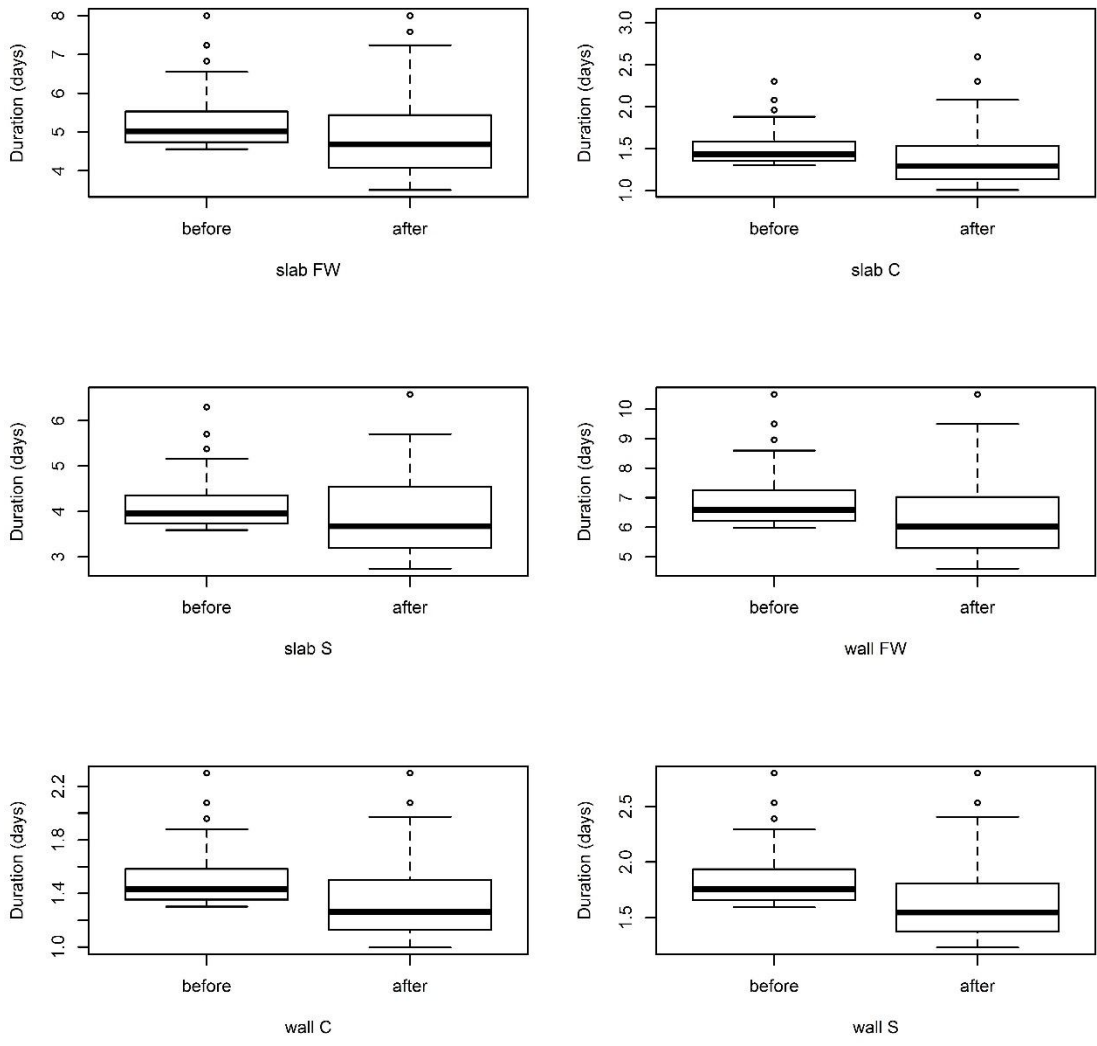 Duration (days)
8
7
6
5
4
before after
slab FW
Duration (days)
3.0
2.5
2.0
1.5
1.0
before after
slab C
Duration (days)
6
5
4
3
before after
slab S
Duration (days)
10
9
8
7
6
5
before after
wall FW
Duration (days)
2.2
1.8
1.4
1.0
before after
wall C
Duration (days)
2.5
2.0
1.5
before after
wall S